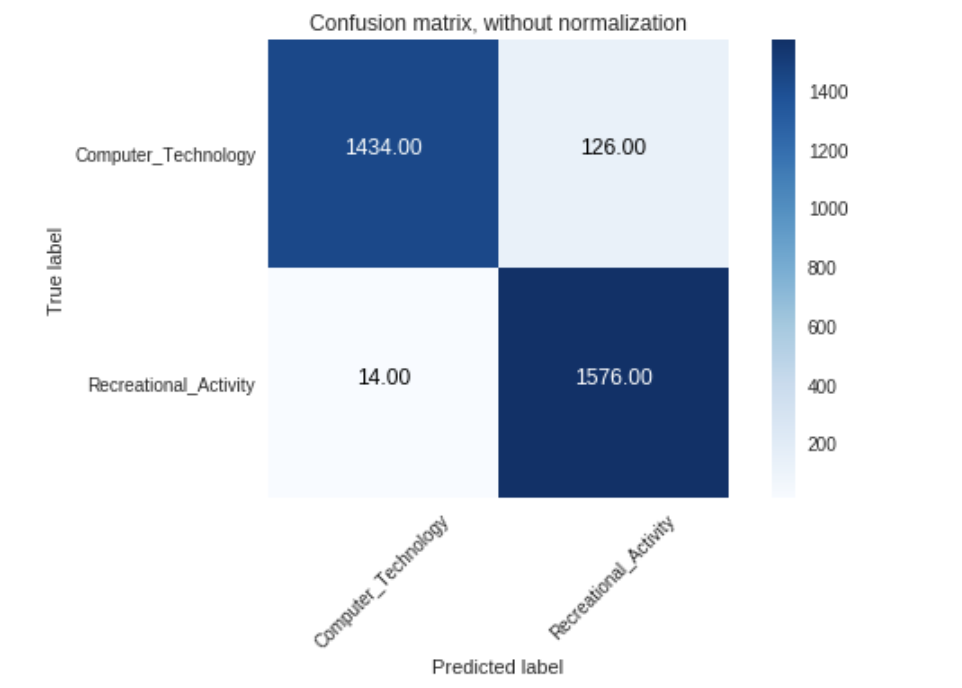 Confusion matrix, without normalization
Computer_Technology
1434.00
126.00
Recreational_Activity
14.00
1576.00
True label
Computer_Technology
Recreational_Activity
Predicted label
1400
1200
1000
800
600
400
200